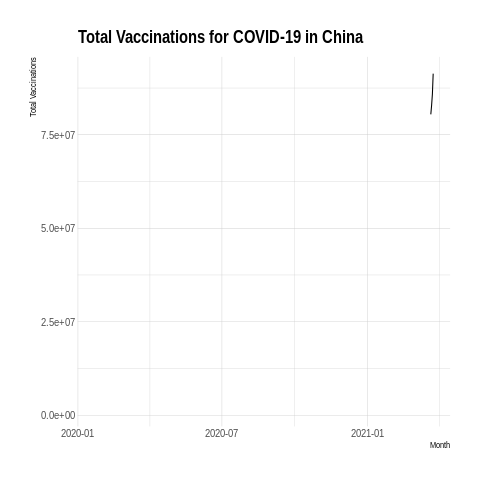 Total Vaccinations for COVID-19 in China
Total Vaccinations
7.5e+07
5.0e+07
2.5e+07
0.0e+00
2020-01
2020-07
2021-01
Month